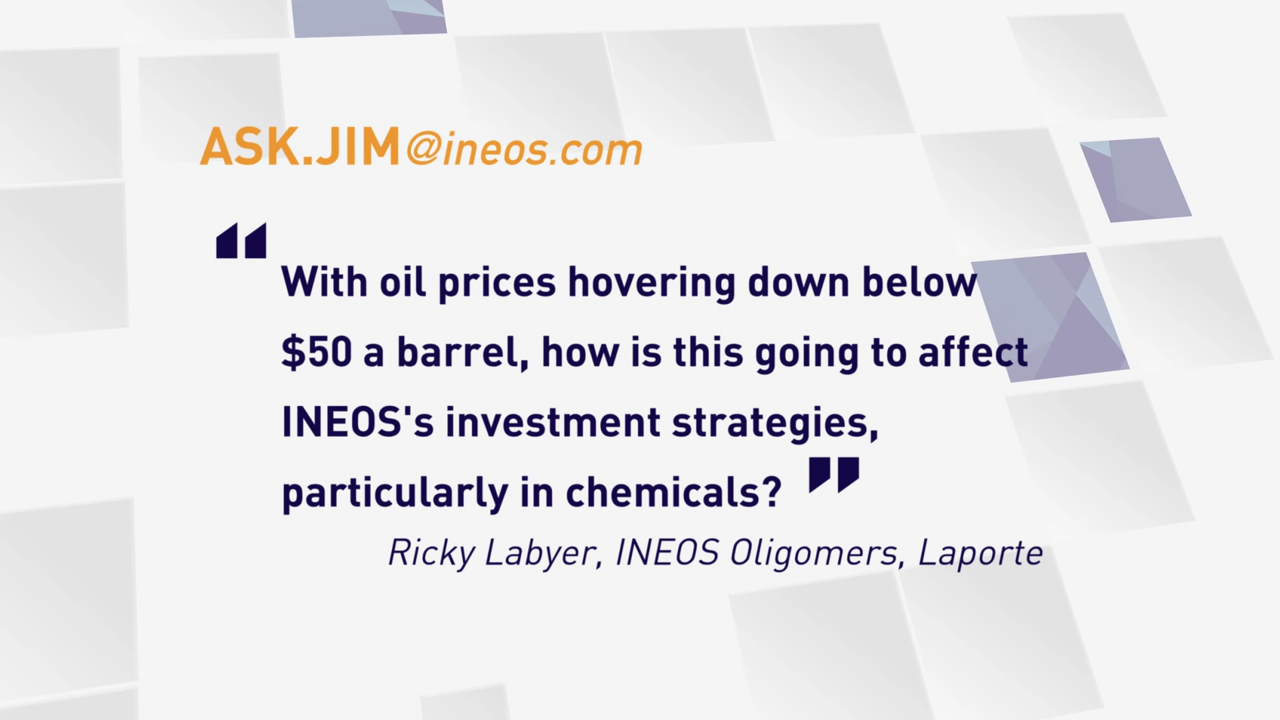 ASK.JIM@ineos.com
“With oil prices hovering down below
$50 a barrel, how is this going to affect
INEOS's investment strategies,
particularly in chemicals?”
Ricky Labyer, INEOS Oligomers, Laporte